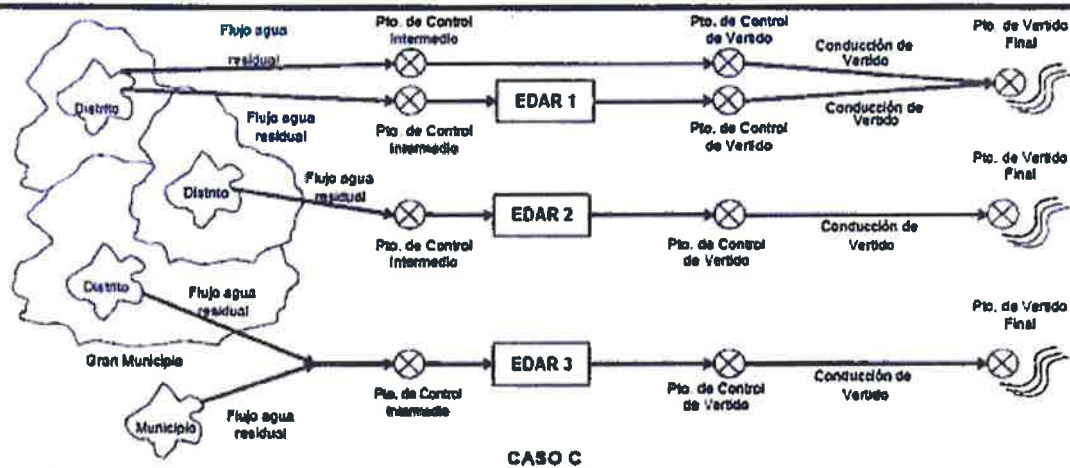 Flujo agua
residual
Pto. de Control
Intermedio
Pto. de Control
de Vertido
Conducción de
Vertido
Pto. de Vertido
Final
Distrito
Flujo agua
residual
Pto. de Control
Intermedio
EDAR 1
Pto. de Control
de Vertido
Conducción de
Vertido
Distrito
Flujo agua
residual
Pto. de Control
Intermedio
EDAR 2
Pto. de Control
de Vertido
Conducción de
Vertido
Pto. de Vertido
Final
Distrito
Flujo agua
residual
Gran Municipio
Pto. de Control
Intermedio
EDAR 3
Pto. de Control
de Vertido
Conducción de
Vertido
Pto. de Vertido
Final
Municipio
Flujo agua
residual
CASO C